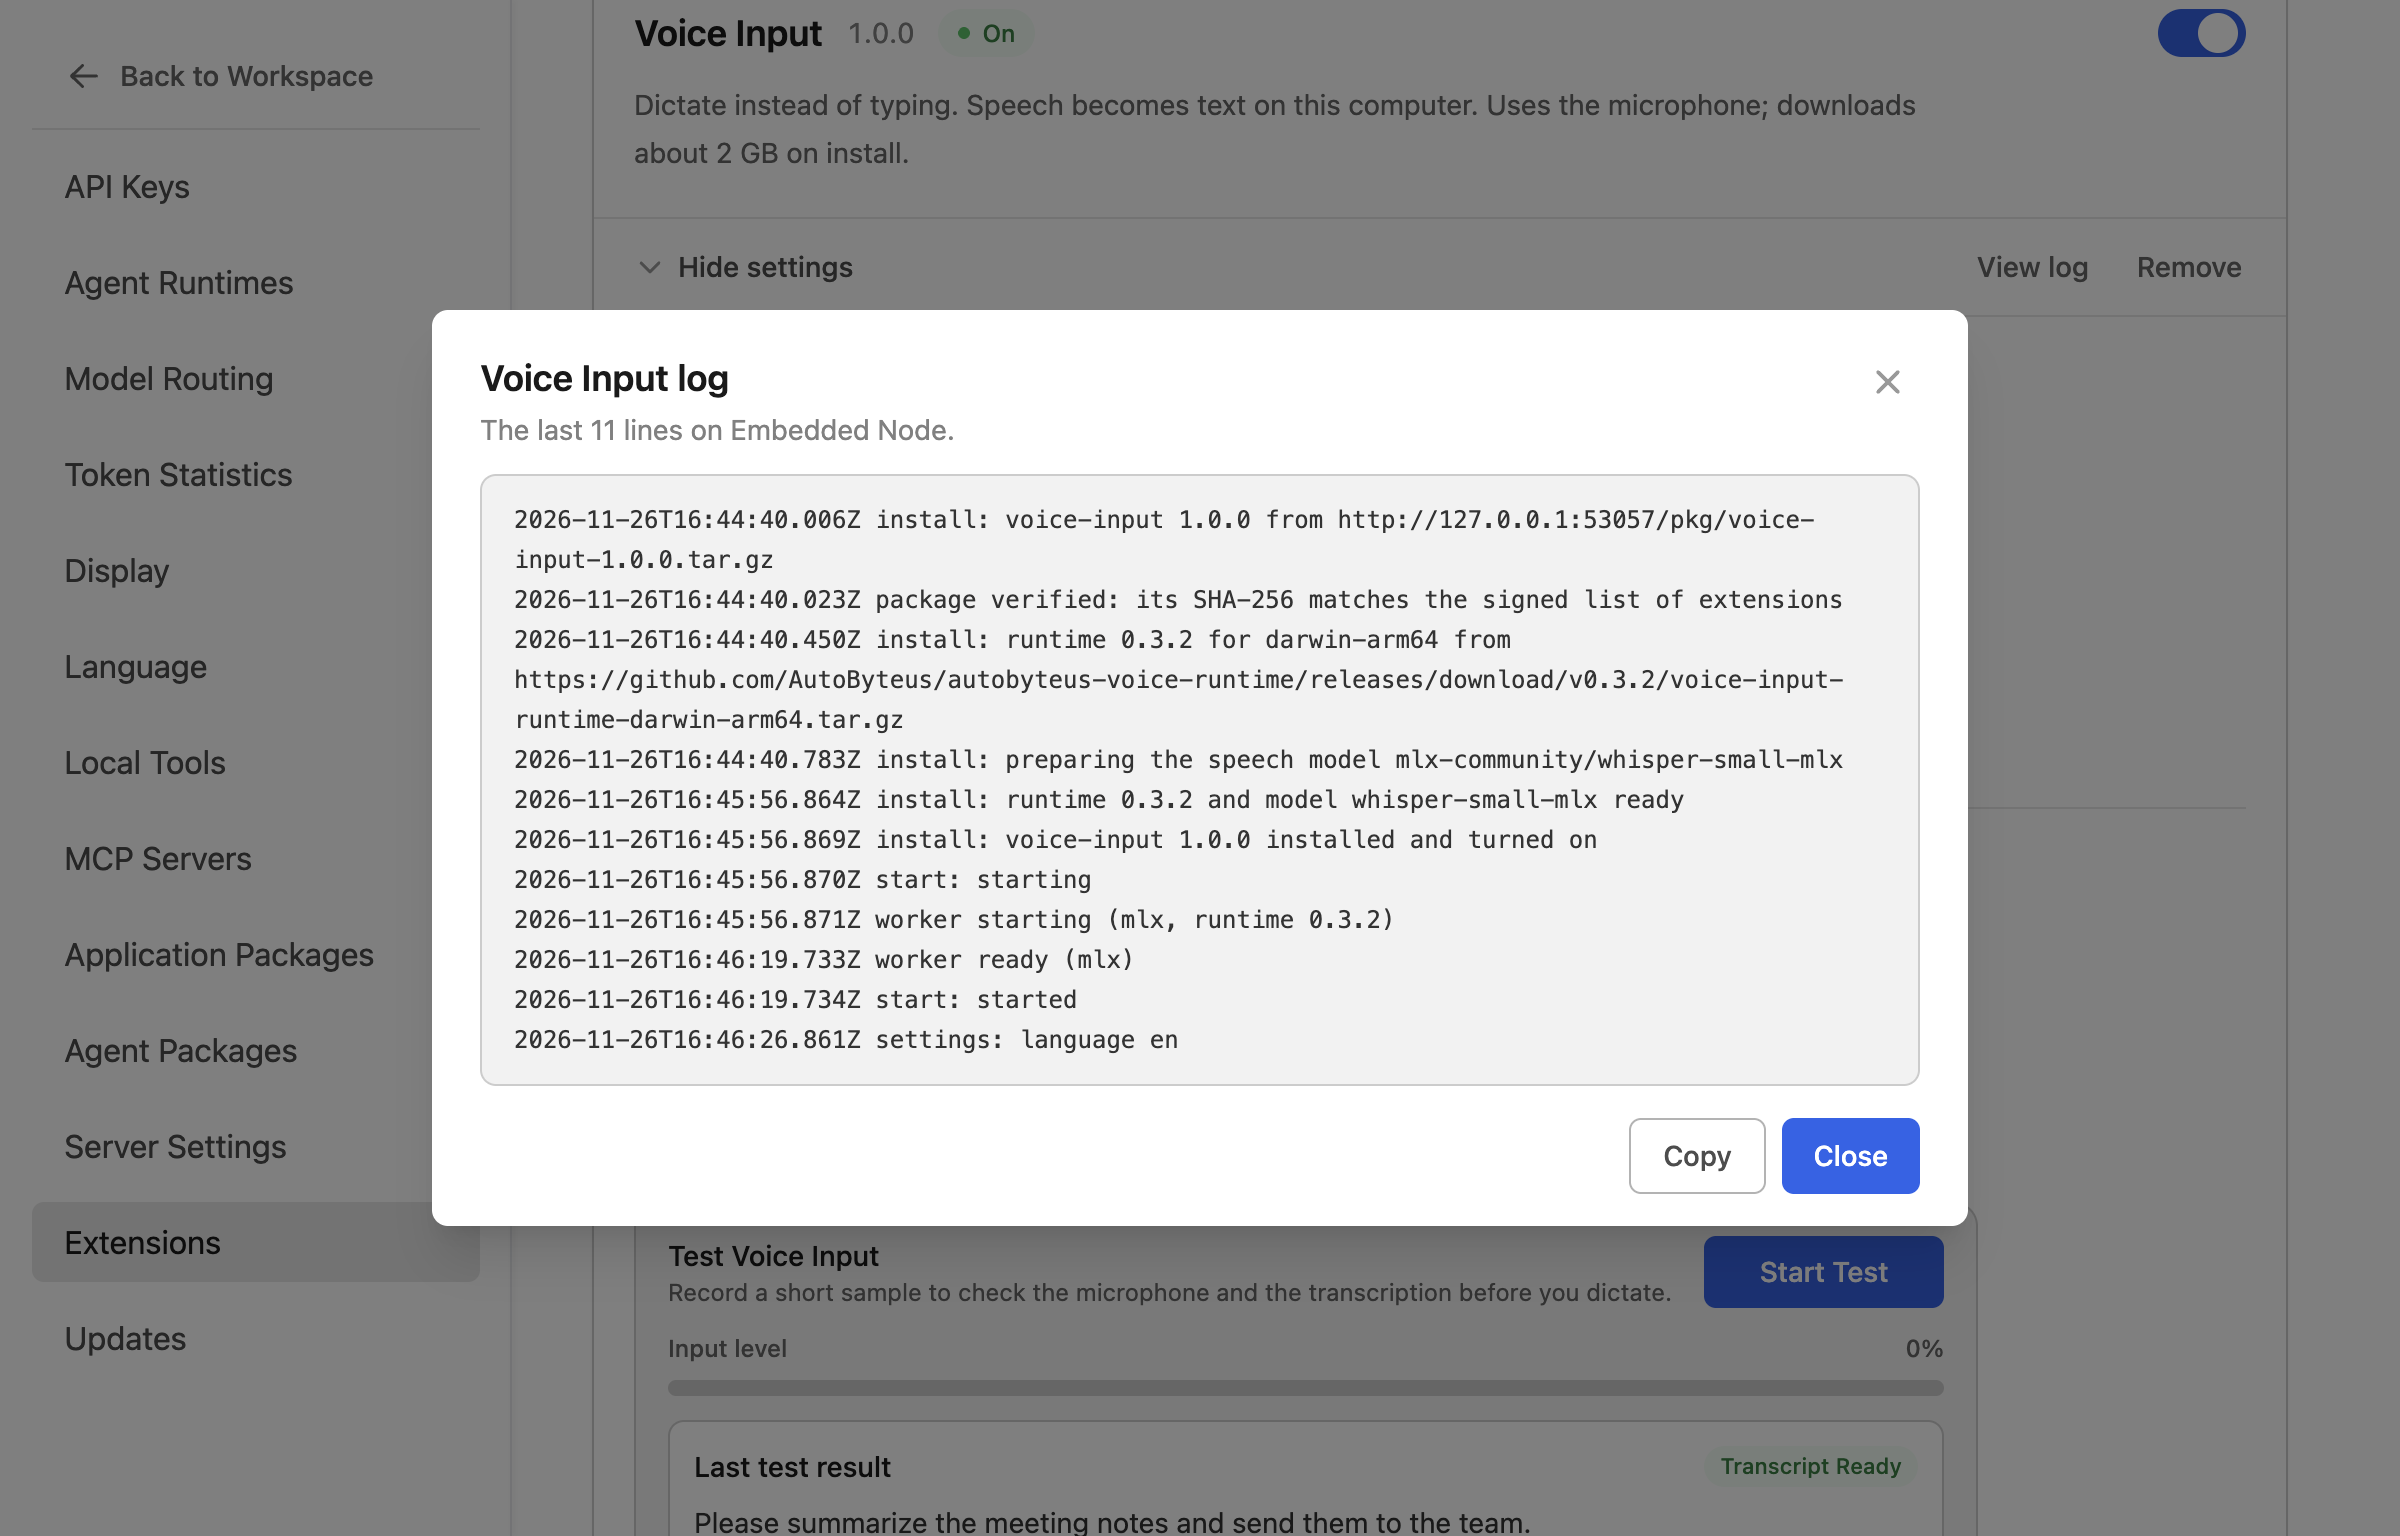 Back to Workspace
API Keys
Agent Runtimes
Model Routing
Token Statistics
Display
Language
Local Tools
MCP Servers
Application Packages
Agent Packages
Server Settings
Extensions
Updates
Voice Input 1.0.0 On
Dictate instead of typing. Speech becomes text on this computer. Uses the microphone; downloads
about 2 GB on install.
Hide settings
View log Remove
Voice Input log
The last 11 lines on Embedded Node.
2026-11-26T16:44:40.006Z install: voice-input 1.0.0 from http://127.0.0.1:53057/pkg/voice-
input-1.0.0.tar.gz
2026-11-26T16:44:40.023Z package verified: its SHA-256 matches the signed list of extensions
2026-11-26T16:44:40.450Z install: runtime 0.3.2 for darwin-arm64 from
https://github.com/AutoByteus/autobyteus-voice-runtime/releases/download/v0.3.2/voice-input-
runtime-darwin-arm64.tar.gz
2026-11-26T16:44:40.783Z install: preparing the speech model mlx-community/whisper-small-mlx
2026-11-26T16:45:56.864Z install: runtime 0.3.2 and model whisper-small-mlx ready
2026-11-26T16:45:56.869Z install: voice-input 1.0.0 installed and turned on
2026-11-26T16:45:56.870Z start: starting
2026-11-26T16:45:56.871Z worker starting (mlx, runtime 0.3.2)
2026-11-26T16:46:19.733Z worker ready (mlx)
2026-11-26T16:46:19.734Z start: started
2026-11-26T16:46:26.861Z settings: language en
Copy
Close
Test Voice Input
Record a short sample to check the microphone and the transcription before you dictate.
Start Test
Input level 0%
Last test result
Transcript Ready
Please summarize the meeting notes and send them to the team.